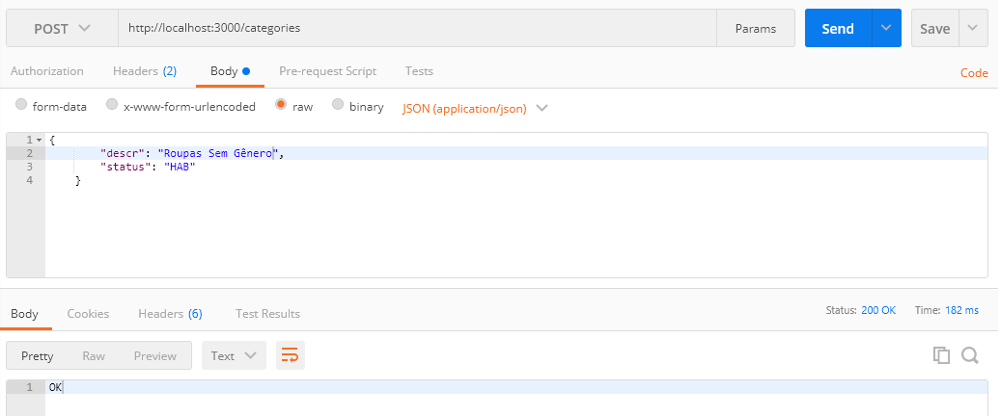 POST http://localhost:3000/categories Params Send Save
Authorization Headers (2) Body Pre-request Script Tests Code
form-data x-www-form-urlencoded raw binary JSON (application/json)
1 {
2 "descr": "Roupas Sem Gênero",
3 "status": "HAB"
4 }
Body Cookies Headers (6) Test Results Status: 200 OK Time: 182 ms
Pretty Raw Preview Text
1 OK